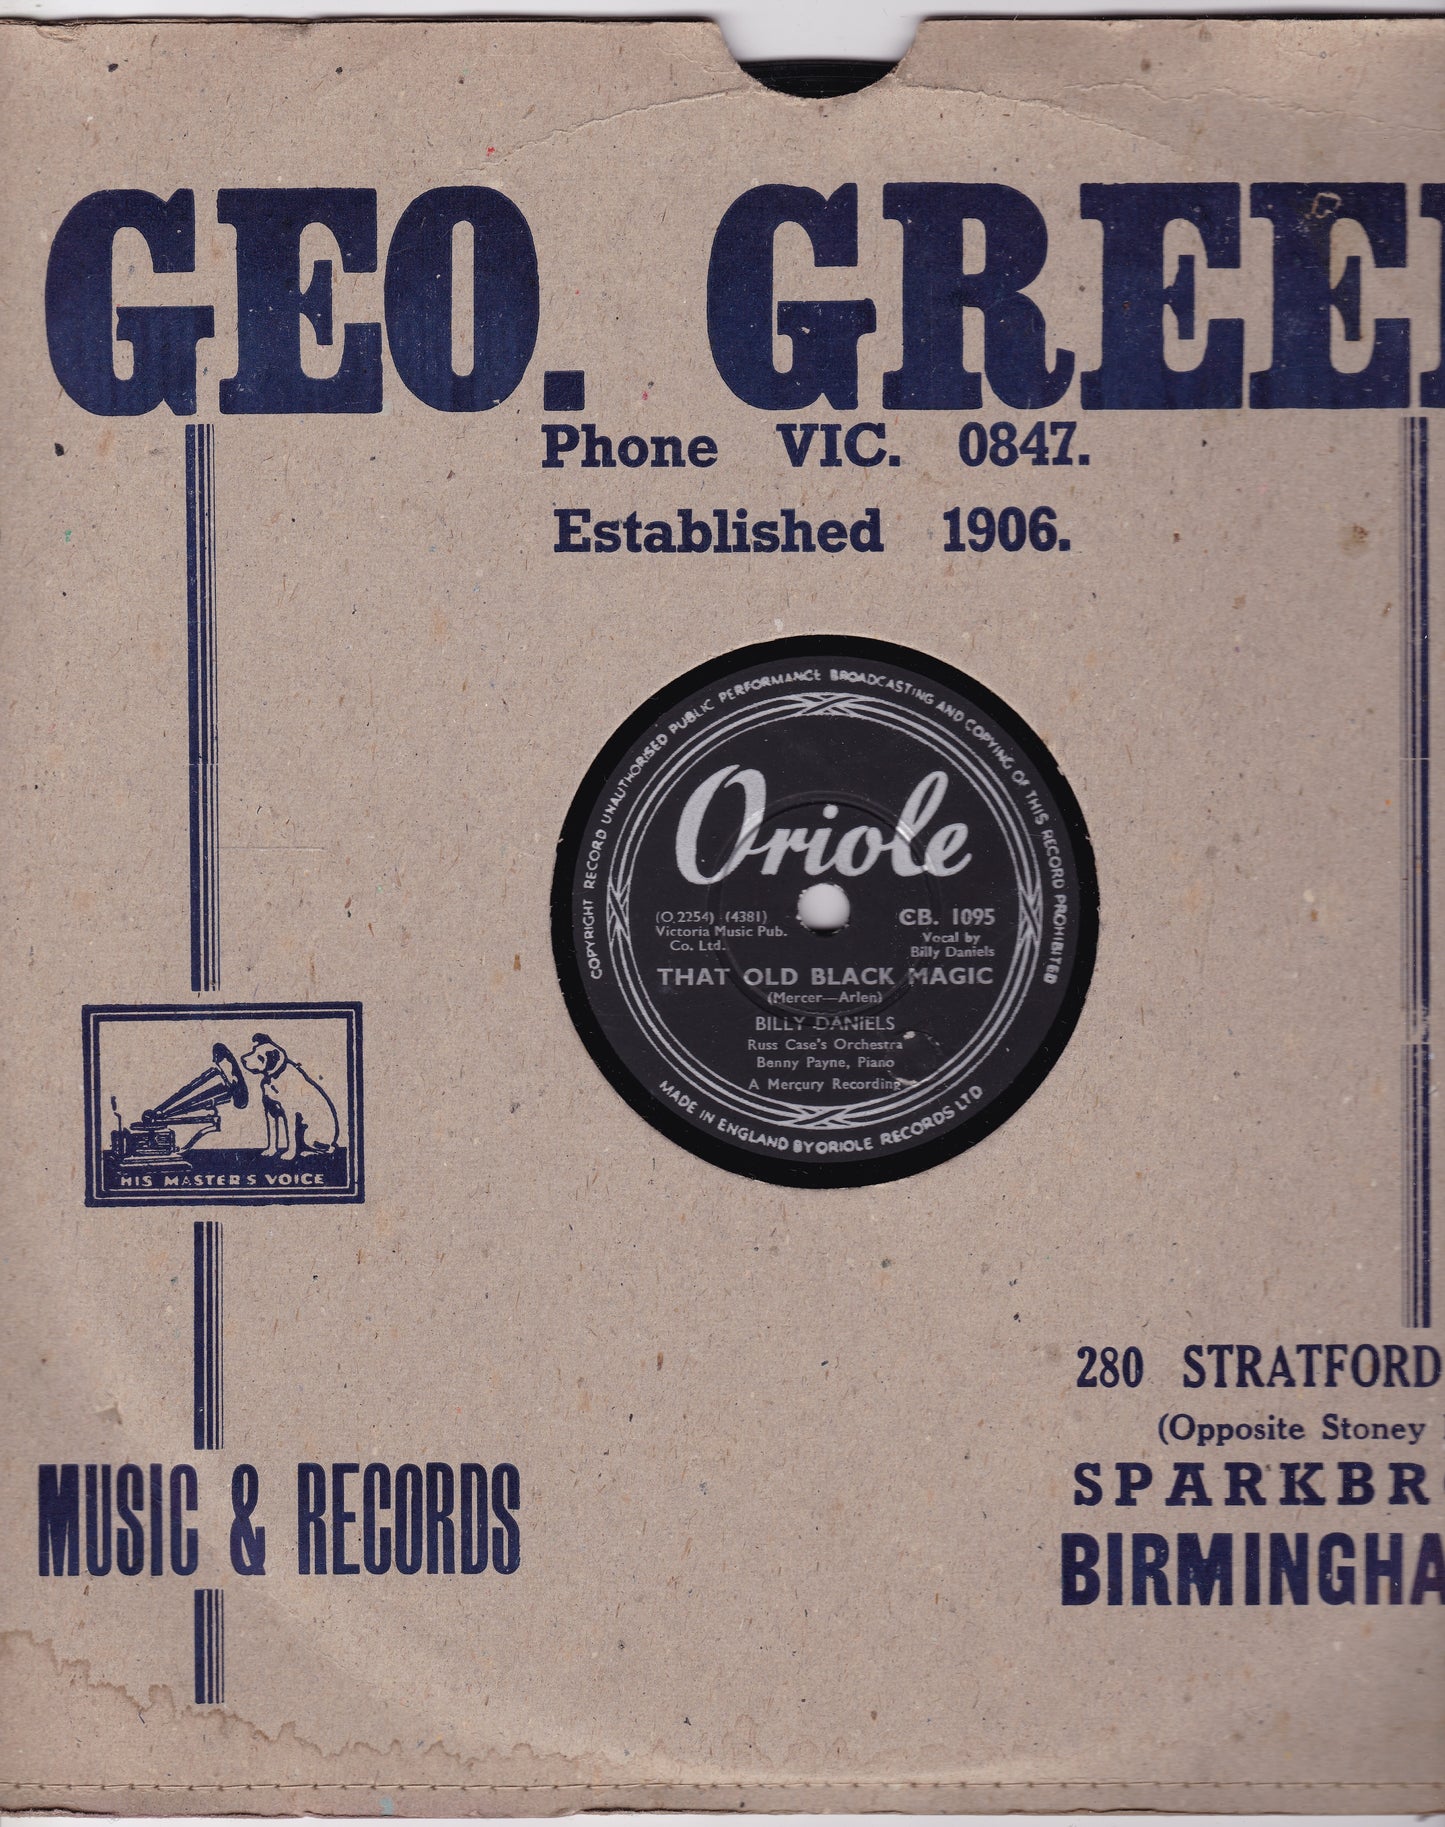 GEO. GREE
Phone VIC. 0847.
Established 1906.
COPYRIGHT RECORD UNAUTHORISED PUBLIC PERFORMANCE BROADCASTING AND COPYING OF THIS RECORD PROHIBITED
Oriole
(O.2254) (4381)
Victoria Music Pub.
Co. Ltd.
CB. 1095
Vocal by
Billy Daniels
THAT OLD BLACK MAGIC
(Mercer—Arlen)
BILLY DANIELS
Russ Case's Orchestra
Benny Payne, Piano
A Mercury Recording
MADE IN ENGLAND BY ORIOLE RECORDS LTD
HIS MASTER'S VOICE
280 STRATFORD
(Opposite Stoney
SPARKBR
MUSIC & RECORDS
BIRMINGHA